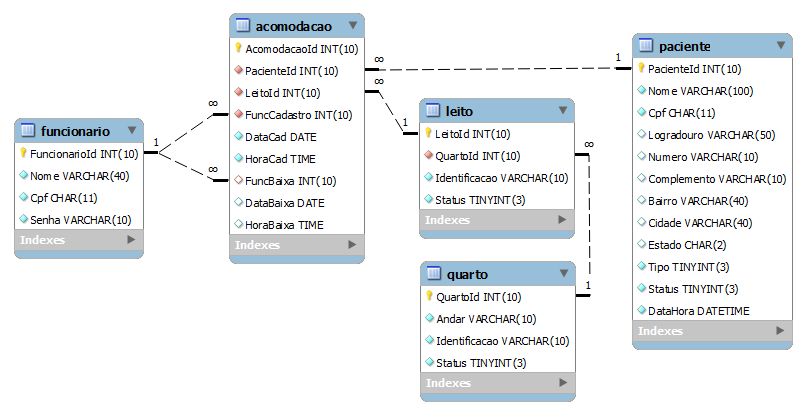 acomodacao
AcomodacaoId INT(10)
PacienteId INT(10)
LeitoId INT(10)
FuncCadastro INT(10)
DataCad DATE
HoraCad TIME
FuncBaixa INT(10)
DataBaixa DATE
HoraBaixa TIME
Indexes
funcionario
FuncionarioId INT(10)
Nome VARCHAR(40)
Cpf CHAR(11)
Senha VARCHAR(10)
Indexes
leito
LeitoId INT(10)
QuartoId INT(10)
Identificacao VARCHAR(10)
Status TINYINT(3)
Indexes
quarto
QuartoId INT(10)
Andar VARCHAR(10)
Identificacao VARCHAR(10)
Status TINYINT(3)
Indexes
paciente
PacienteId INT(10)
Nome VARCHAR(100)
Cpf CHAR(11)
Logradouro VARCHAR(50)
Numero VARCHAR(10)
Complemento VARCHAR(10)
Bairro VARCHAR(40)
Cidade VARCHAR(40)
Estado CHAR(2)
Tipo TINYINT(3)
Status TINYINT(3)
DataHora DATETIME
Indexes
1
∞
∞
∞
1
∞
1
∞
1